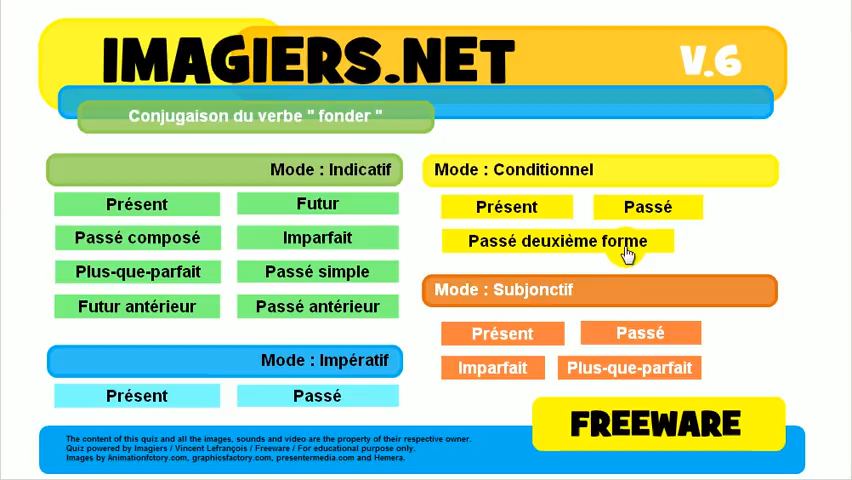 IMAGIERS.NET
V.6
Conjugaison du verbe " fonder "
Mode : Indicatif
Présent
Futur
Passé composé
Imparfait
Plus-que-parfait
Passé simple
Futur antérieur
Passé antérieur
Mode : Impératif
Présent
Passé
Mode : Conditionnel
Présent
Passé
Passé deuxième forme
Mode : Subjonctif
Présent
Passé
Imparfait
Plus-que-parfait
FREEWARE
The content of this quiz and all the images, sounds and video are the property of their respective owner.
Quiz powered by Imagiers / Vincent Lefrançois / Freeware / For educational purpose only.
Images by Animationfctory.com, graphicsfactory.com, presentermedia.com and Hemera.